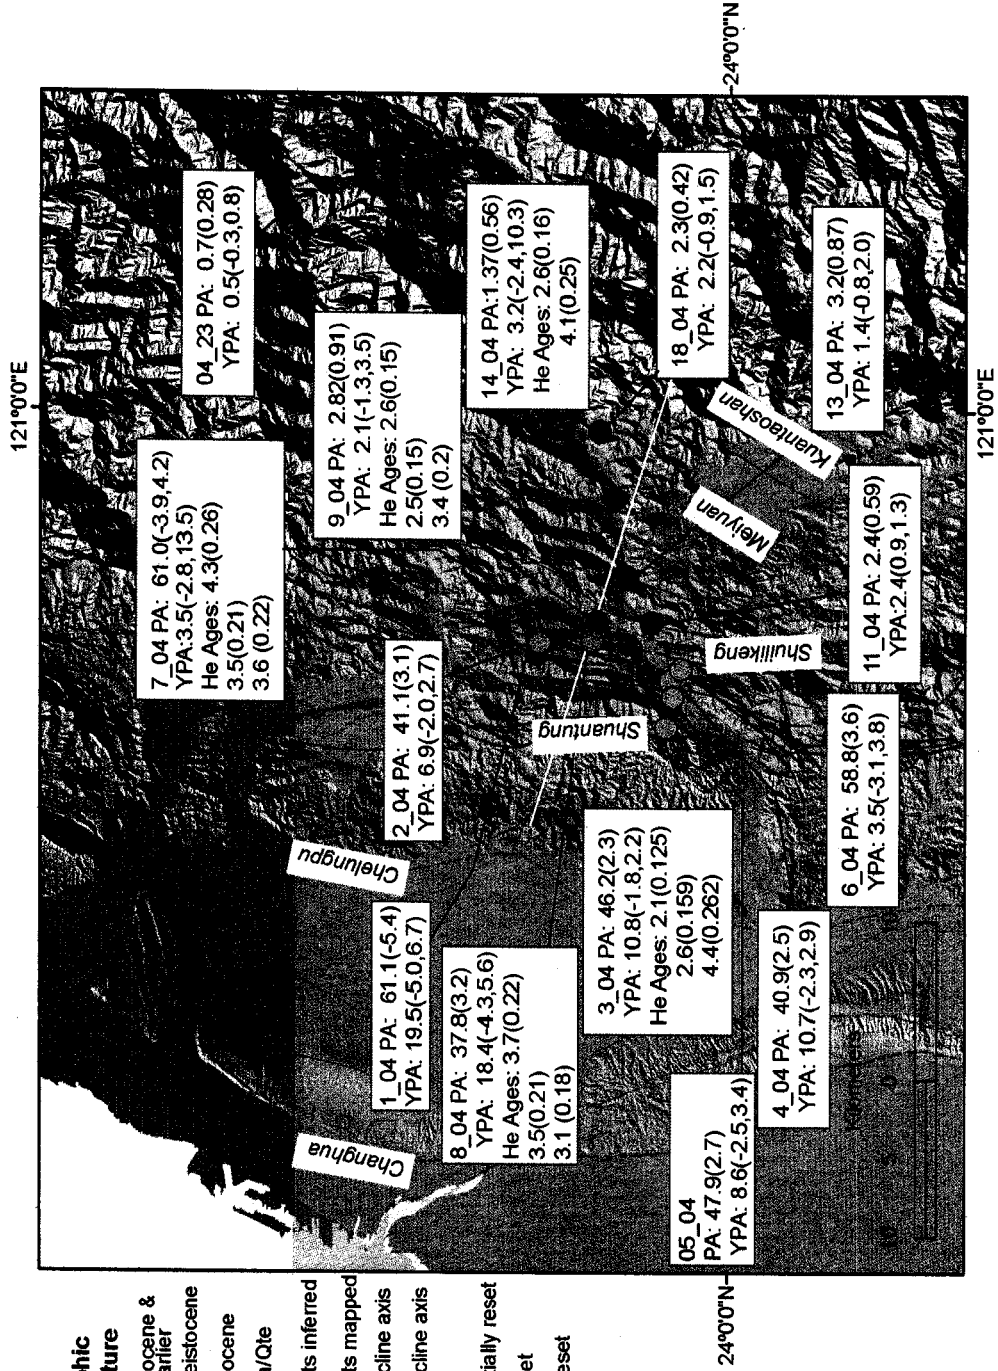 121°0'0"E
24°0'0"N
24°0'0"N
121°0'0"E
7_04 PA: 61.0(-3.9,4.2)
YPA:3.5(-2.8,13.5)
He Ages: 4.3(0.26)
3.5(0.21)
3.6 (0.22)
04_23 PA: 0.7(0.28)
YPA: 0.5(-0.3,0.8)
9_04 PA: 2.82(0.91)
YPA: 2.1(-1.3,3.5)
He Ages: 2.6(0.15)
2.5(0.15)
3.4 (0.2)
14_04 PA:1.37(0.56)
YPA: 3.2(-2.4,10.3)
He Ages: 2.6(0.16)
4.1(0.25)
18_04 PA: 2.3(0.42)
YPA: 2.2(-0.9,1.5)
13_04 PA: 3.2(0.87)
YPA: 1.4(-0.8,2.0)
11_04 PA: 2.4(0.59)
YPA:2.4(0.9,1.3)
2_04 PA: 41.1(3.1)
YPA: 6.9(-2.0,2.7)
1_04 PA: 61.1(-5.4)
YPA: 19.5(-5.0,6.7)
8_04 PA: 37.8(3.2)
YPA: 18.4(-4.3,5.6)
He Ages: 3.7(0.22)
3.5(0.21)
3.1 (0.18)
3_04 PA: 46.2(2.3)
YPA: 10.8(-1.8,2.2)
He Ages: 2.1(0.125)
2.6(0.159)
4.4(0.262)
6_04 PA: 58.8(3.6)
YPA: 3.5(-3.1,3.8)
4_04 PA: 40.9(2.5)
YPA: 10.7(-2.3,2.9)
05_04
PA: 47.9(2.7)
YPA: 8.6(-2.5,3.4)
Changhua
Chelungpu
Shuantung
Shuilikeng
Meiyuan
Kuantaoshan
Kilometers
10 5 0 10
hic
ture
ocene &
arlier
eistocene
ocene
/Qte
ts inferred
ts mapped
cline axis
cline axis
ially reset
et
eset